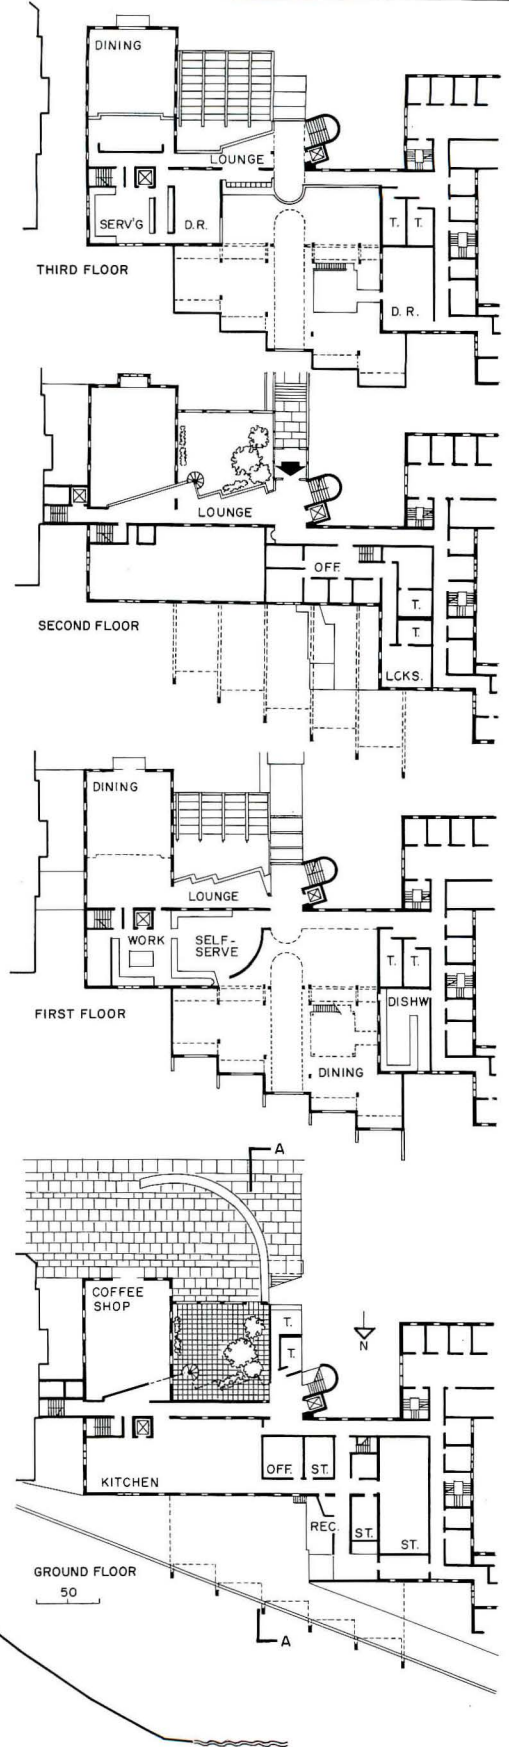 DINING
LOUNGE
SERV'G
D.R.
T.
T.
D.R.
THIRD FLOOR
LOUNGE
OFF.
T.
T.
LCKS.
SECOND FLOOR
DINING
LOUNGE
WORK
SELF-
SERVE
T.
T.
DISHW
DINING
FIRST FLOOR
A
COFFEE
SHOP
T.
T.
N
OFF.
ST.
KITCHEN
REC.
ST.
ST.
GROUND FLOOR
50
A